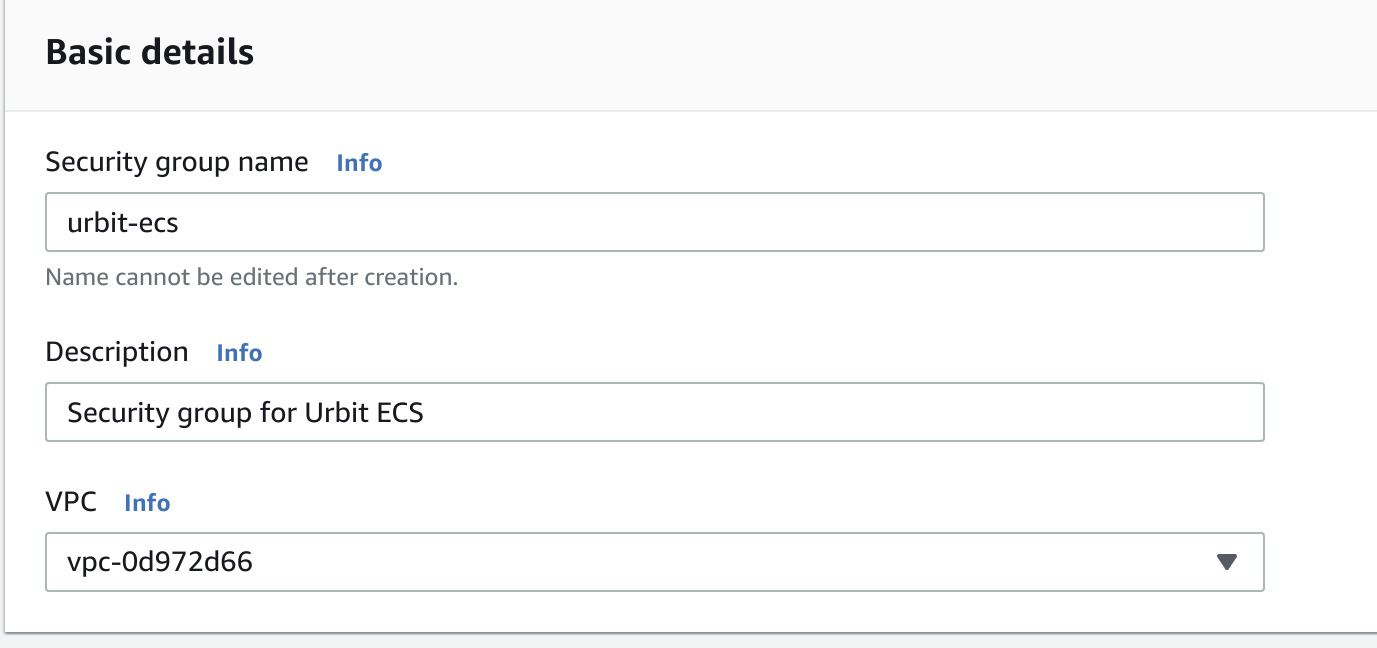 Basic details
Security group name Info
urbit-ecs
Name cannot be edited after creation.
Description Info
Security group for Urbit ECS
VPC Info
vpc-0d972d66